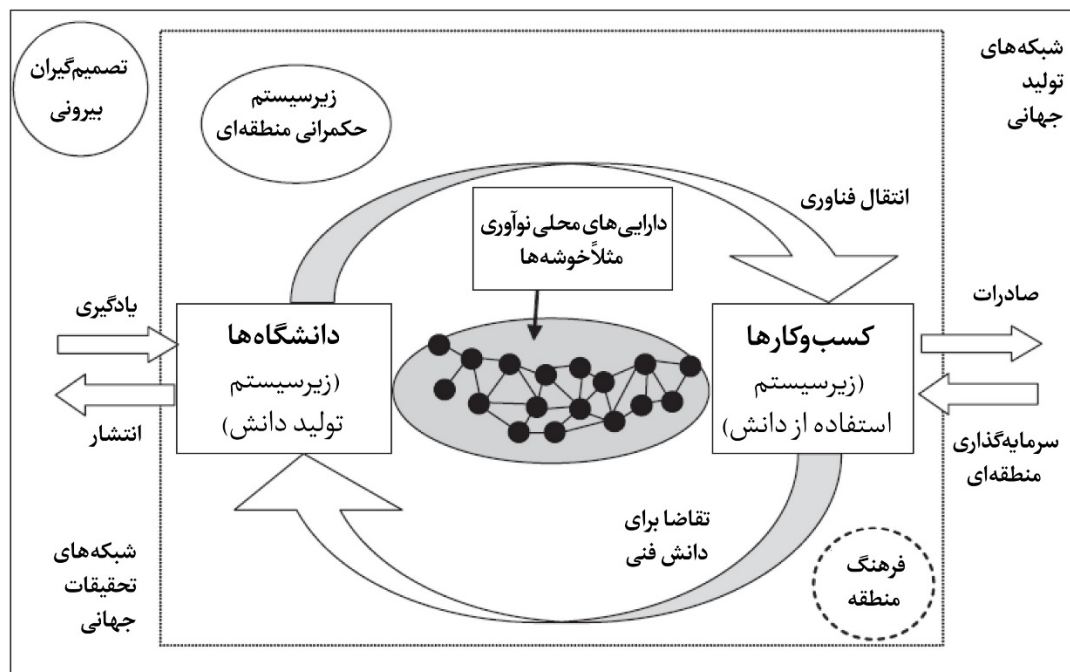 تصمیم‌گیران
بیرونی
زیرسیستم
حکمرانی منطقه‌ای
شبکه‌های
تولید
جهانی
انتقال فناوری
دارایی‌های محلی نوآوری
مثلاً خوشه‌ها
صادرات
کسب‌وکارها
(زیرسیستم
استفاده از دانش)
دانشگاه‌ها
(زیرسیستم
تولید دانش)
یادگیری
انتشار
سرمایه‌گذاری
منطقه‌ای
تقاضا برای
دانش فنی
فرهنگ
منطقه
شبکه‌های
تحقیقات
جهانی